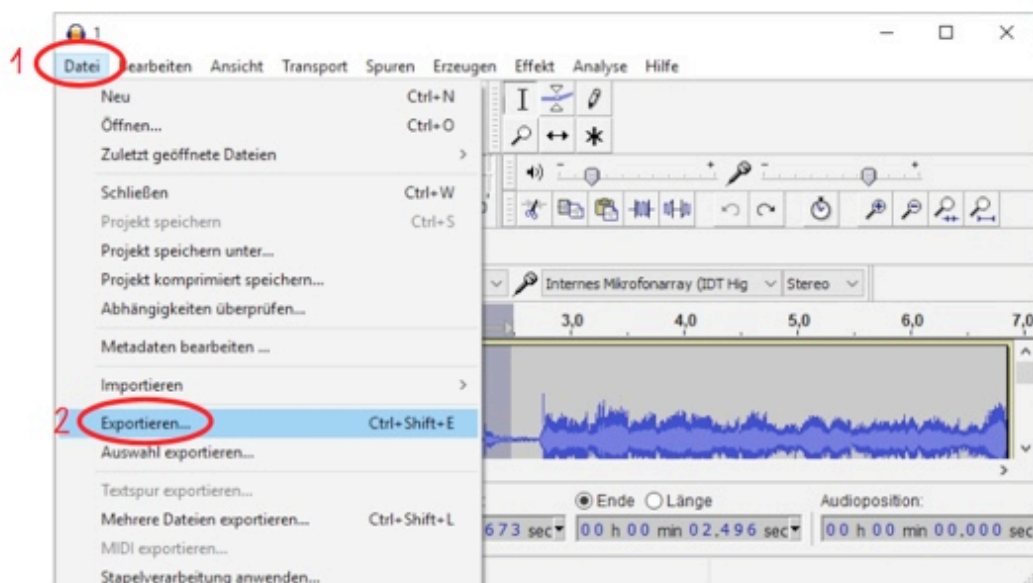 1
1 Datei Bearbeiten Ansicht Transport Spuren Erzeugen Effekt Analyse Hilfe
Neu Ctrl+N
Öffnen... Ctrl+O
Zuletzt geöffnete Dateien >
Schließen Ctrl+W
Projekt speichern Ctrl+S
Projekt speichern unter...
Projekt komprimiert speichern...
Abhängigkeiten überprüfen...
Metadaten bearbeiten ...
Importieren >
2 Exportieren... Ctrl+Shift+E
Auswahl exportieren...
Textspur exportieren...
Mehrere Dateien exportieren... Ctrl+Shift+L
MIDI exportieren...
Stapelverarbeitung anwenden...
Internes Mikrofonarray (IDT Hig Stereo
3,0 4,0 5,0 6,0 7,0
Ende Länge Audioposition:
673 sec 00 h 00 min 02,496 sec 00 h 00 min 00,000 sec